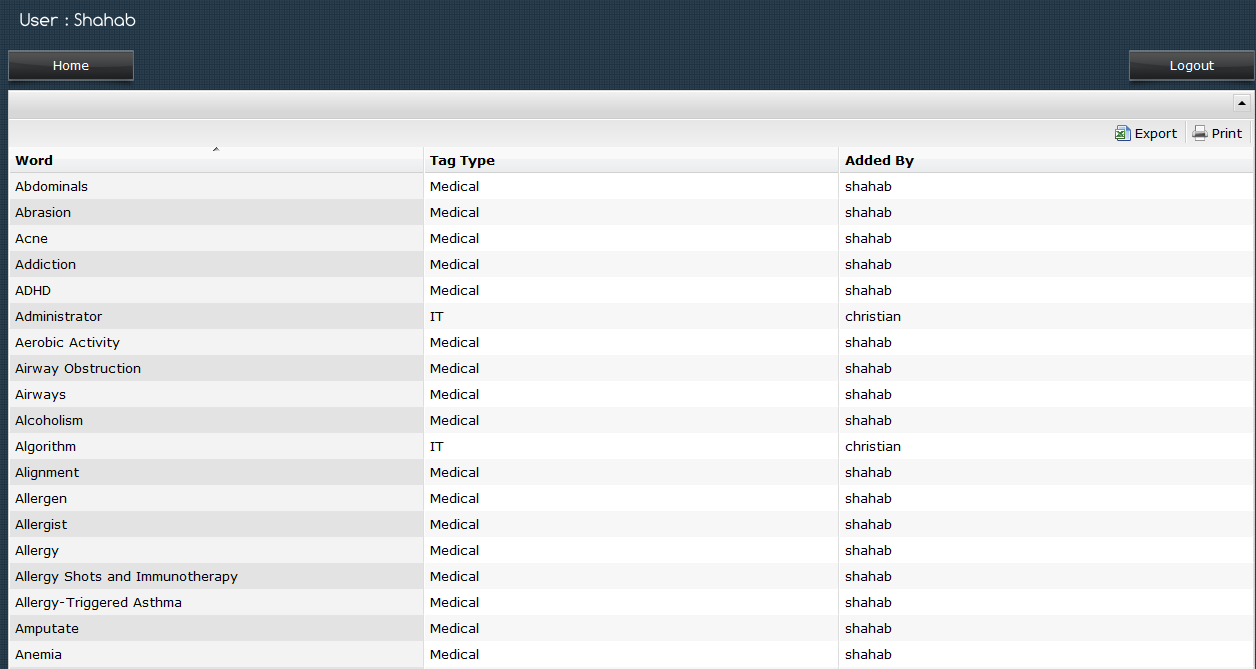 User : Shahab
Home
Logout
Export Print
Word Tag Type Added By
Abdominals Medical shahab
Abrasion Medical shahab
Acne Medical shahab
Addiction Medical shahab
ADHD Medical shahab
Administrator IT christian
Aerobic Activity Medical shahab
Airway Obstruction Medical shahab
Airways Medical shahab
Alcoholism Medical shahab
Algorithm IT christian
Alignment Medical shahab
Allergen Medical shahab
Allergist Medical shahab
Allergy Medical shahab
Allergy Shots and Immunotherapy Medical shahab
Allergy-Triggered Asthma Medical shahab
Amputate Medical shahab
Anemia Medical shahab